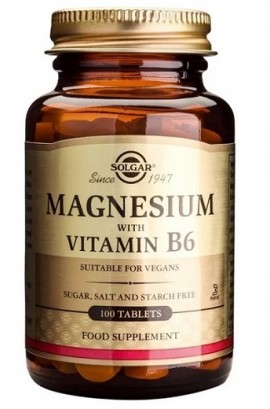 SOLGAR
Since 1947
MAGNESIUM
WITH
VITAMIN B6
SUITABLE FOR VEGANS
SUGAR, SALT AND STARCH FREE
100 TABLETS
FOOD SUPPLEMENT